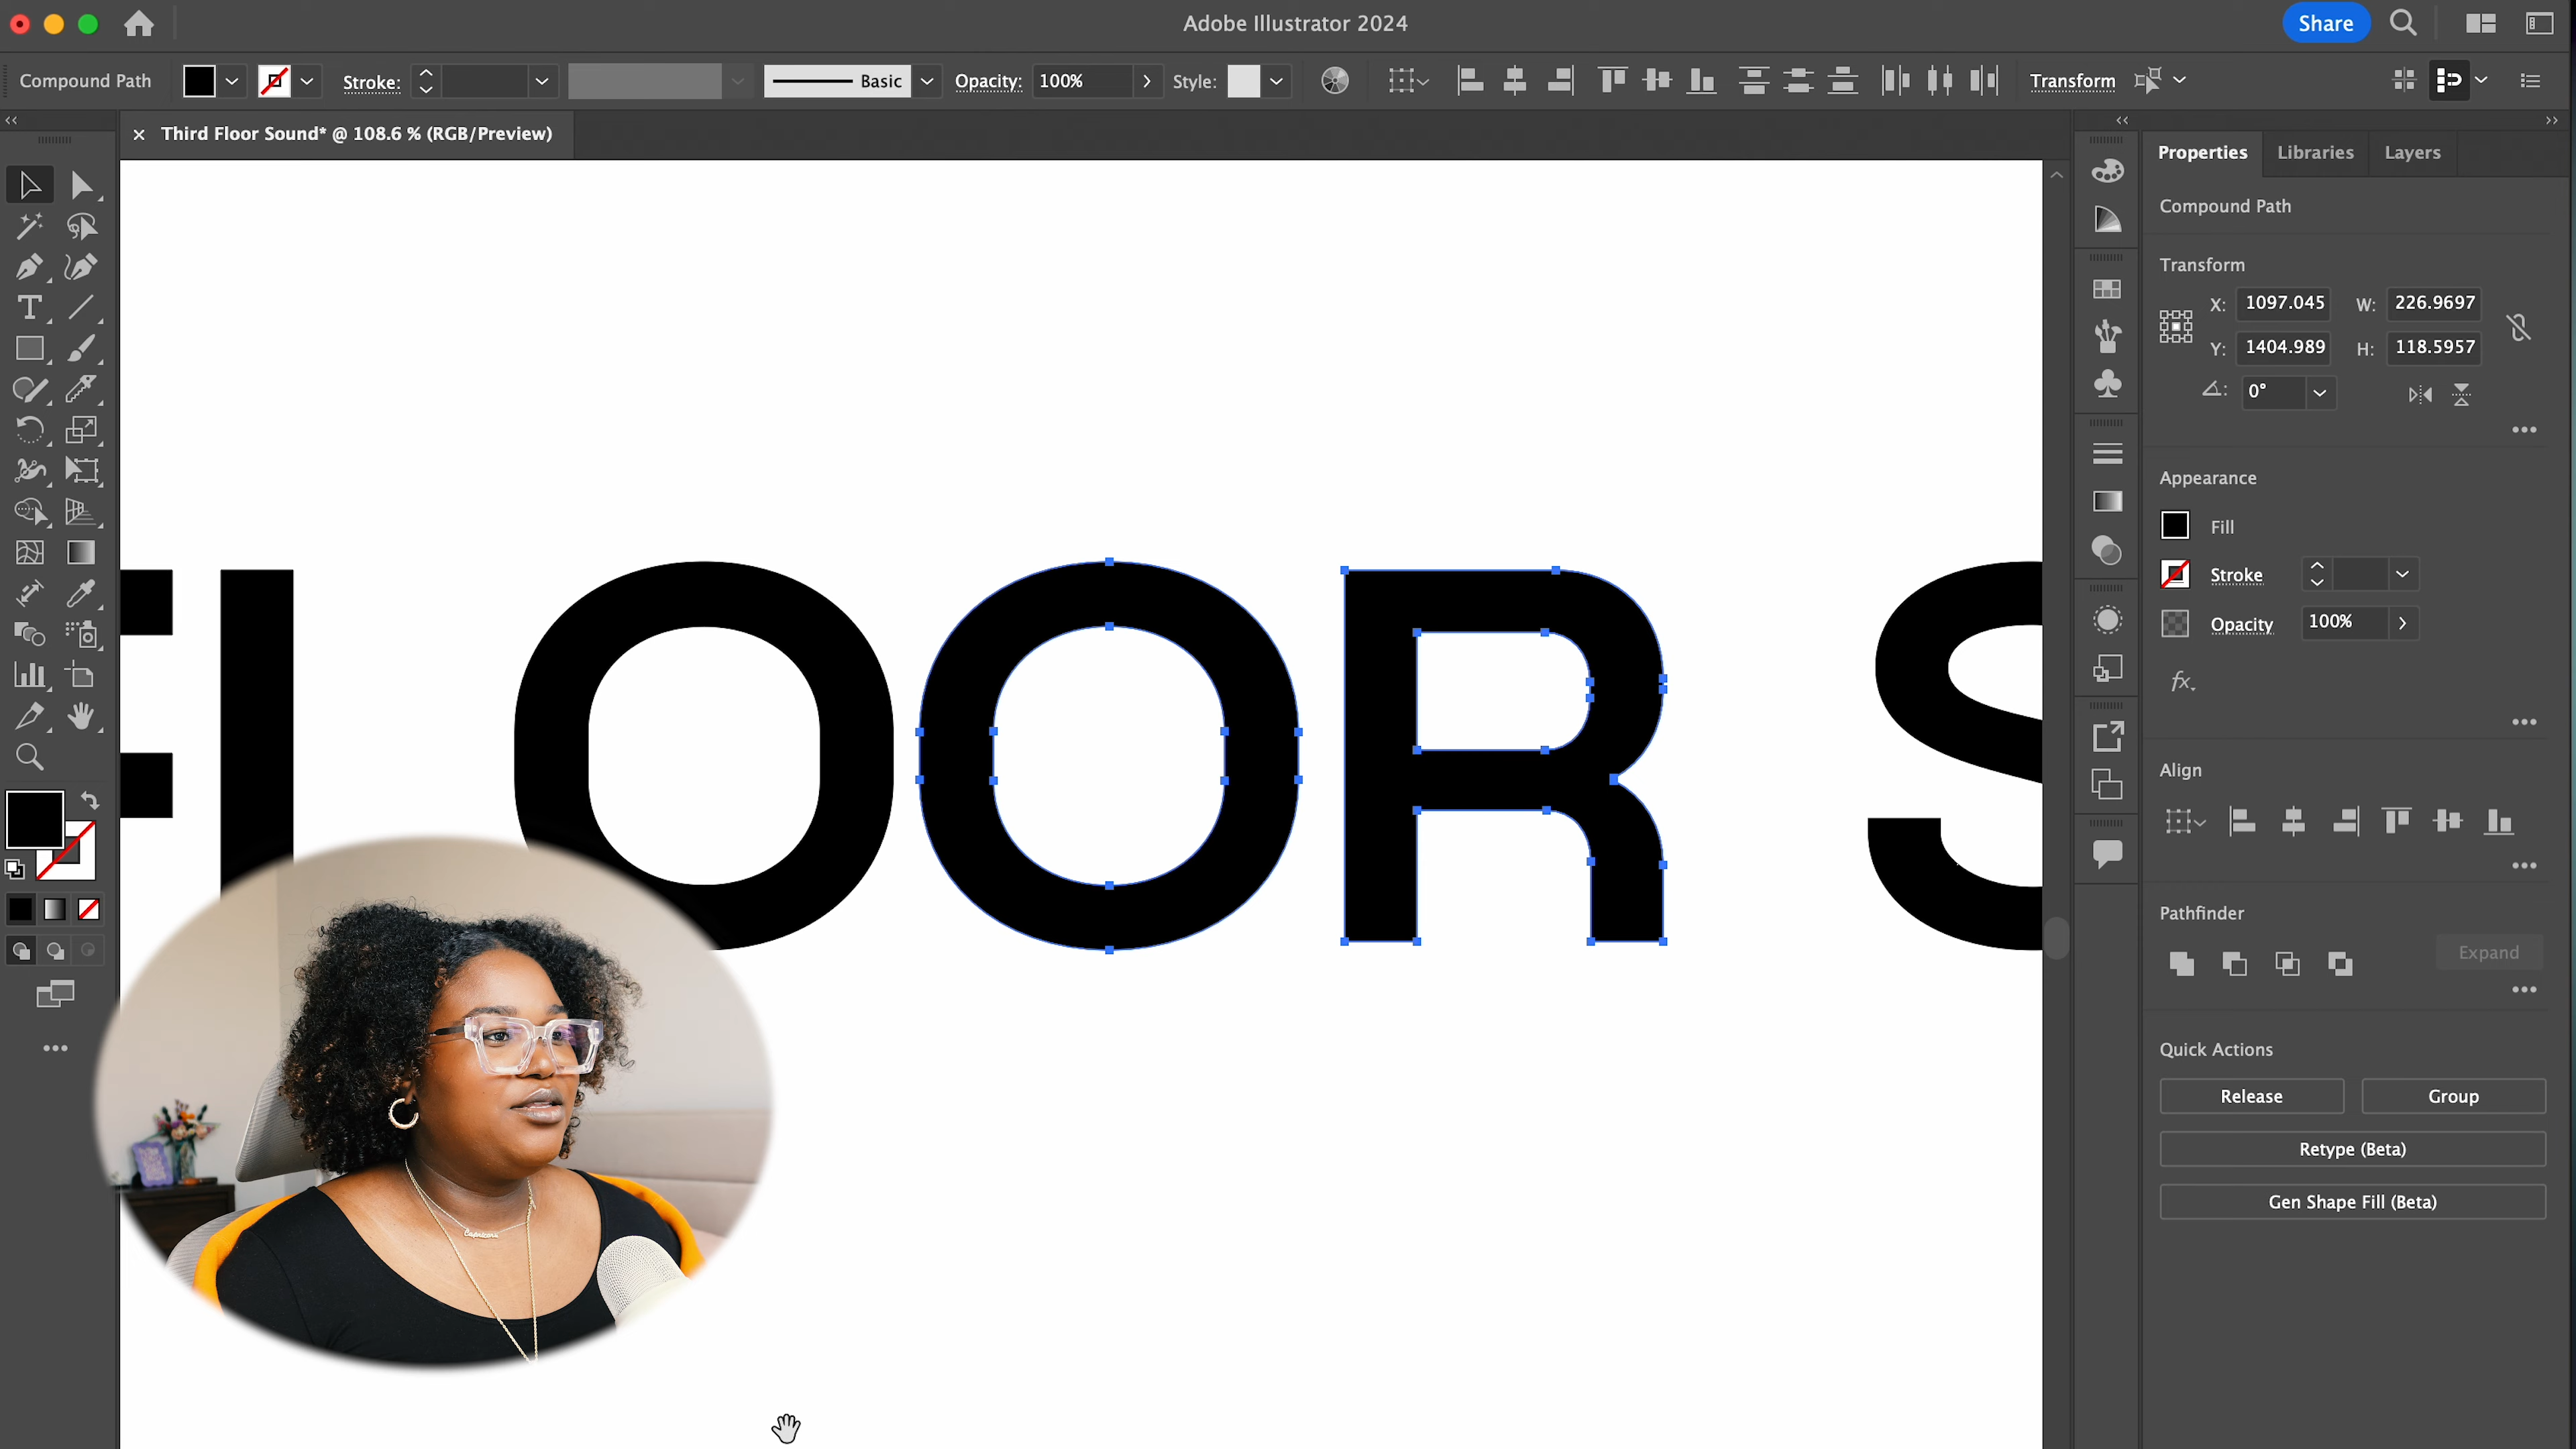 Adobe Illustrator 2024
Share
Compound Path
Stroke:
Basic
Opacity: 100%
Style:
Transform
× Third Floor Sound* @ 108.6 % (RGB/Preview)
Properties Libraries Layers
Compound Path
Transform
X: 1097.045 W: 226.9697
Y: 1404.989 H: 118.5957
0°
Appearance
Fill
Stroke
Opacity 100%
fx.
Align
Pathfinder
Expand
Quick Actions
Release Group
Retype (Beta)
Gen Shape Fill (Beta)
FLOOR S